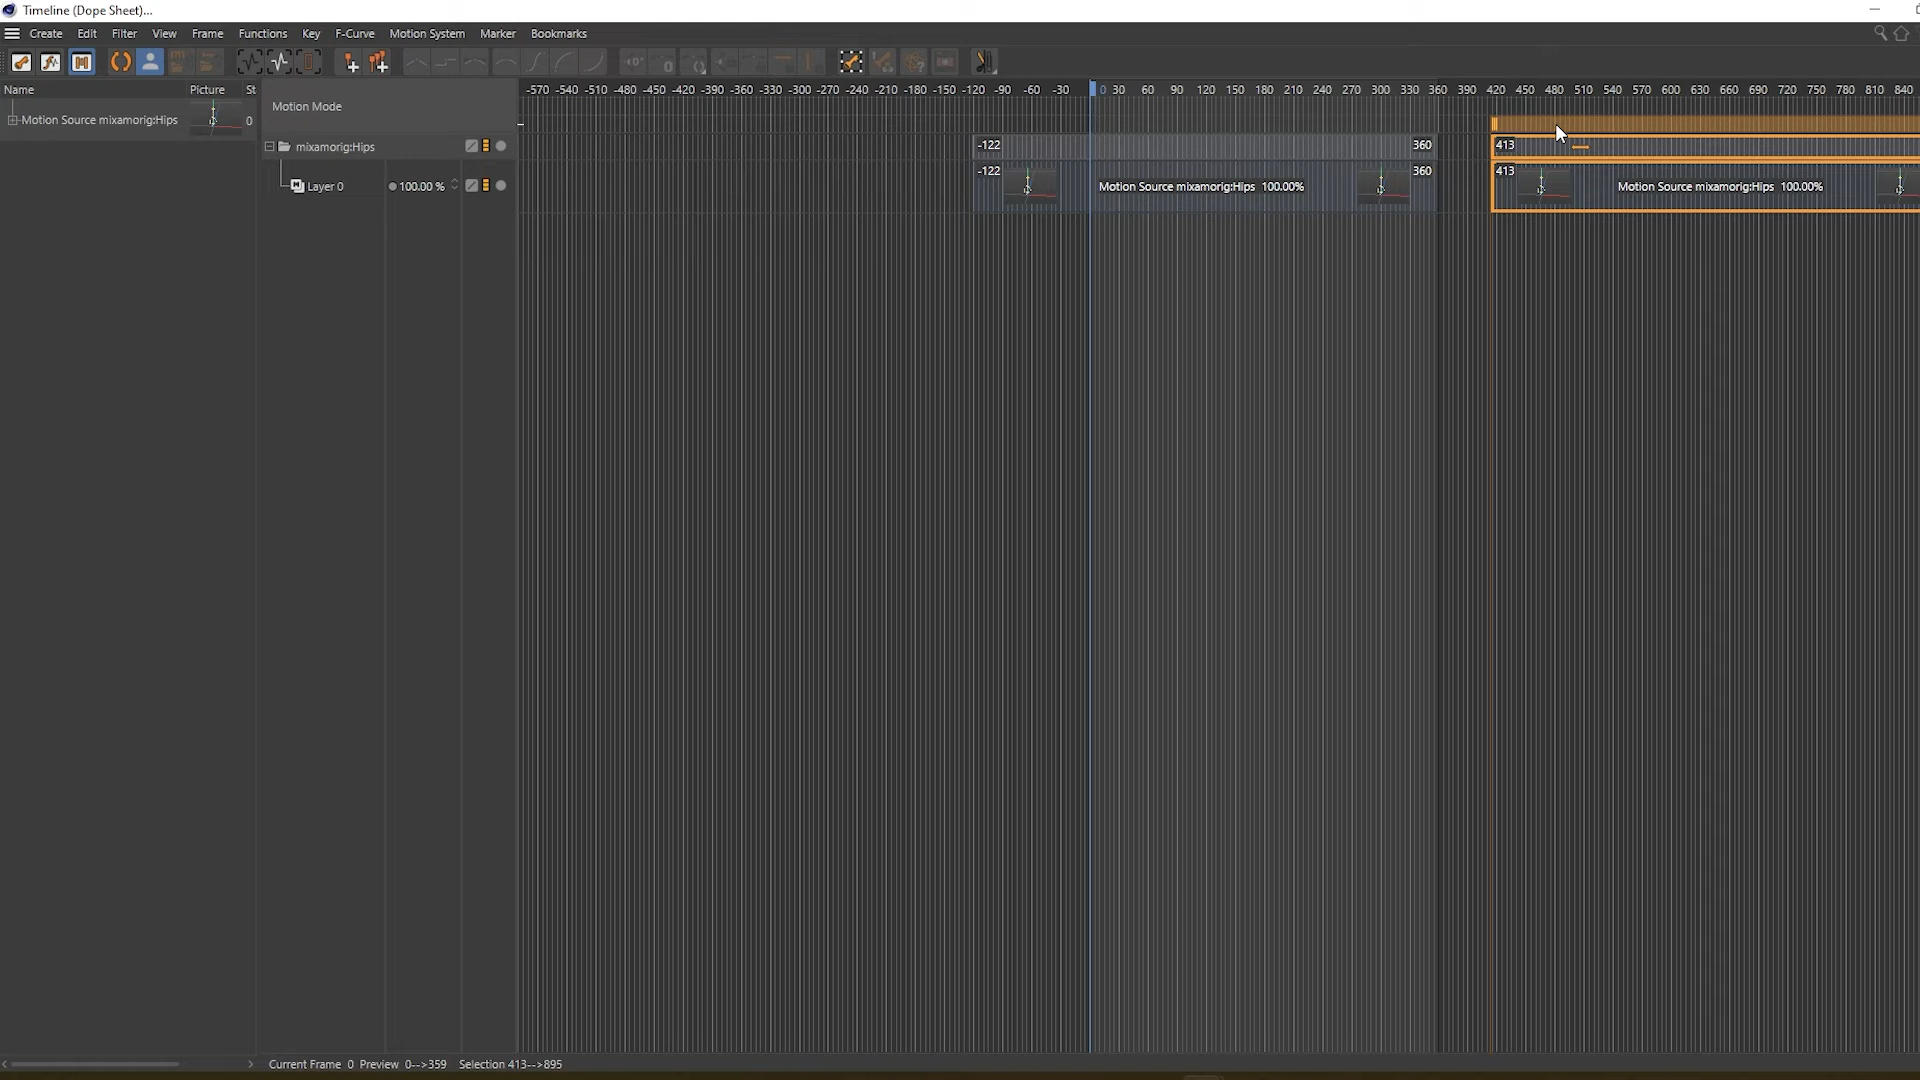 Timeline (Dope Sheet)...
Create Edit Filter View Frame Functions Key F-Curve Motion System Marker Bookmarks
Name Picture St
Motion Mode
-570 -540 -510 -480 -450 -420 -390 -360 -330 -300 -270 -240 -210 -180 -150 -120 -90 -60 -30 0 30 60 90 120 150 180 210 240 270 300 330 360 390 420 450 480 510 540 570 600 630 660 690 720 750 780 810 840
Motion Source mixamorig:Hips 0
mixamorig:Hips
-122 360 413
-122 360 413
Layer 0 100.00 %
Motion Source mixamorig:Hips 100.00% Motion Source mixamorig:Hips 100.00%
Current Frame 0 Preview 0-->359 Selection 413-->895